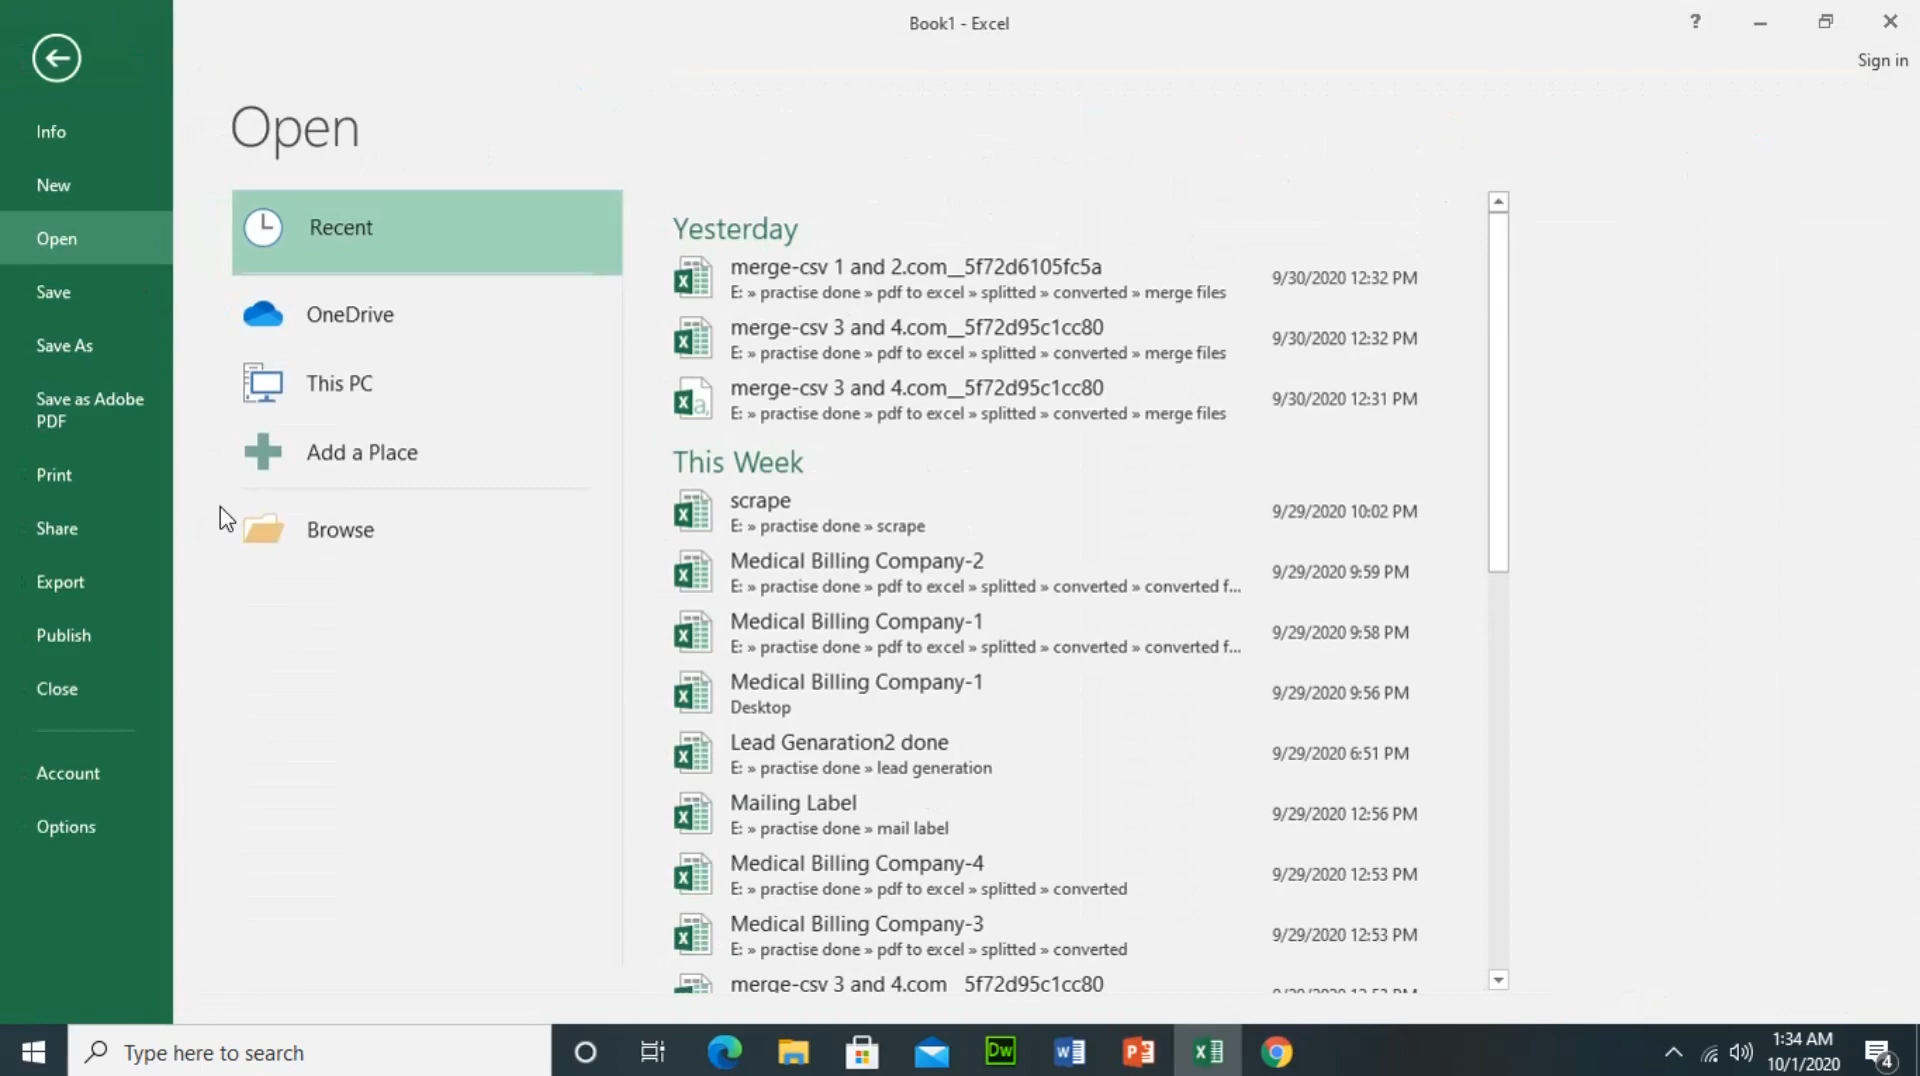 Book1 - Excel
?
Sign in
Info
New
Open
Save
Save As
Save as Adobe
PDF
Print
Share
Export
Publish
Close
Account
Options
Open
Recent
OneDrive
This PC
Add a Place
Browse
Yesterday
merge-csv 1 and 2.com__5f72d6105fc5a
E: » practise done » pdf to excel » splitted » converted » merge files
9/30/2020 12:32 PM
merge-csv 3 and 4.com__5f72d95c1cc80
E: » practise done » pdf to excel » splitted » converted » merge files
9/30/2020 12:32 PM
merge-csv 3 and 4.com__5f72d95c1cc80
E: » practise done » pdf to excel » splitted » converted » merge files
9/30/2020 12:31 PM
This Week
scrape
E: » practise done » scrape
9/29/2020 10:02 PM
Medical Billing Company-2
E: » practise done » pdf to excel » splitted » converted » converted f...
9/29/2020 9:59 PM
Medical Billing Company-1
E: » practise done » pdf to excel » splitted » converted » converted f...
9/29/2020 9:58 PM
Medical Billing Company-1
Desktop
9/29/2020 9:56 PM
Lead Genaration2 done
E: » practise done » lead generation
9/29/2020 6:51 PM
Mailing Label
E: » practise done » mail label
9/29/2020 12:56 PM
Medical Billing Company-4
E: » practise done » pdf to excel » splitted » converted
9/29/2020 12:53 PM
Medical Billing Company-3
E: » practise done » pdf to excel » splitted » converted
9/29/2020 12:53 PM
merge-csv 3 and 4.com__5f72d95c1cc80
Type here to search
Dw
1:34 AM
10/1/2020
4